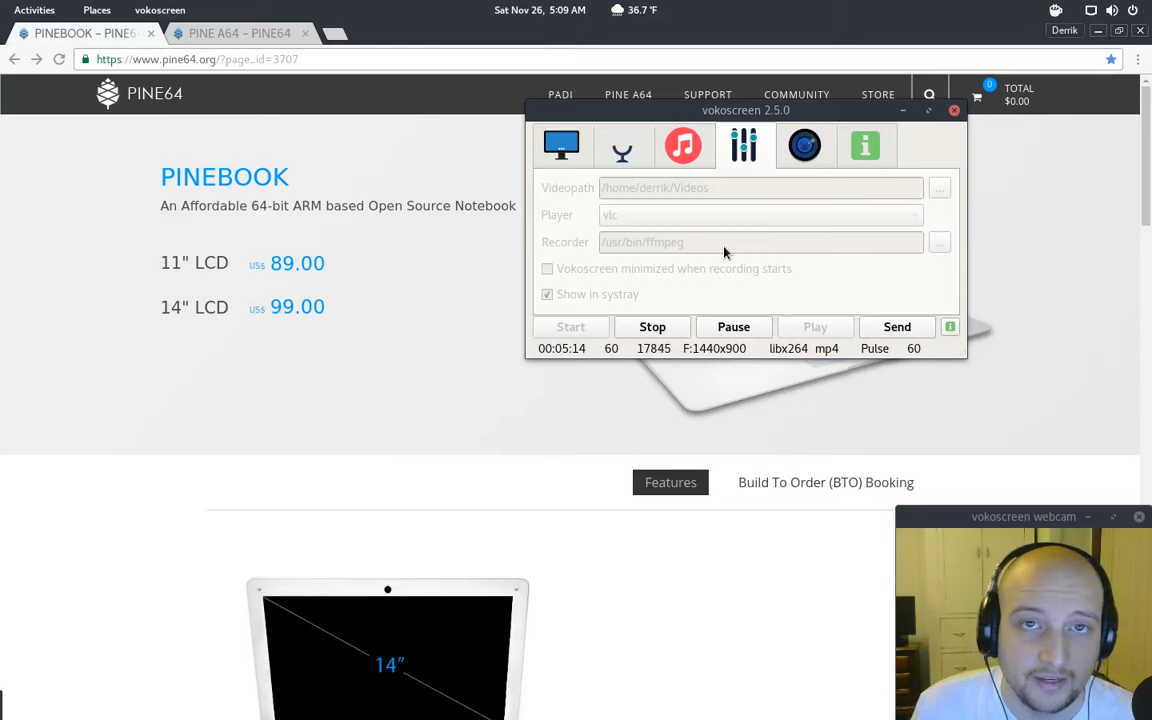 Activities Places vokoscreen Sat Nov 26, 5:09 AM 36.7 °F
PINEBOOK – PINE6 PINE A64 – PINE64 Derrik
https://www.pine64.org/?page_id=3707
PINE64 PADI PINE A64 SUPPORT COMMUNITY STORE 0 TOTAL
$0.00
vokoscreen 2.5.0
Videopath /home/derrik/Videos ...
Player vlc
Recorder /usr/bin/ffmpeg ...
Vokoscreen minimized when recording starts
Show in systray
Start Stop Pause Play Send
00:05:14 60 17845 F:1440x900 libx264 mp4 Pulse 60
PINEBOOK
An Affordable 64-bit ARM based Open Source Notebook
11" LCD US$ 89.00
14" LCD US$ 99.00
Features Build To Order (BTO) Booking
vokoscreen webcam
14”